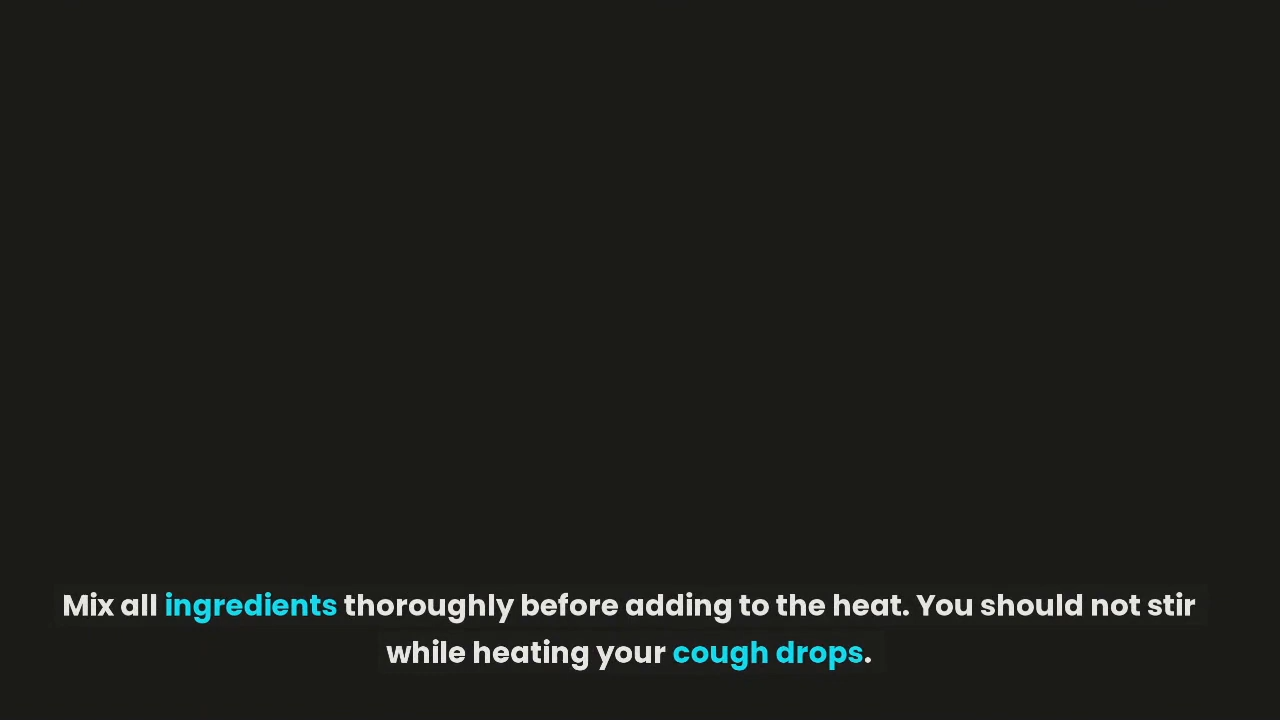 Mix all ingredients thoroughly before adding to the heat. You should not stir
while heating your cough drops.